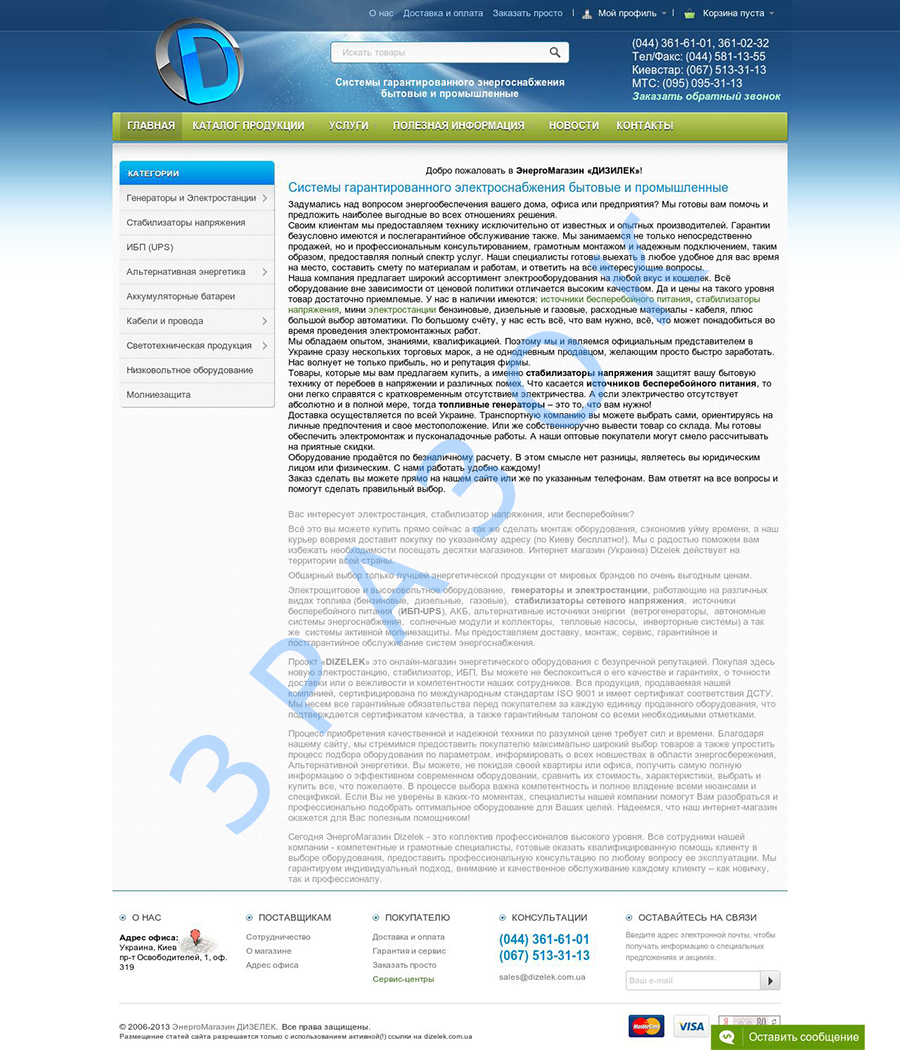 О нас Доставка и оплата Заказать просто Мой профиль Корзина пуста
Искать товары
(044) 361-61-01, 361-02-32
Тел/Факс: (044) 581-13-55
Киевстар: (067) 513-31-13
МТС: (095) 095-31-13
Заказать обратный звонок
D
Системы гарантированного энергоснабжения
бытовые и промышленные
ГЛАВНАЯ КАТАЛОГ ПРОДУКЦИИ УСЛУГИ ПОЛЕЗНАЯ ИНФОРМАЦИЯ НОВОСТИ КОНТАКТЫ
КАТЕГОРИИ
Генераторы и Электростанции
Стабилизаторы напряжения
ИБП (UPS)
Альтернативная энергетика
Аккумуляторные батареи
Кабели и провода
Светотехническая продукция
Низковольтное оборудование
Молниезащита
Добро пожаловать в ЭнергоМагазин «ДИЗИЛЕК»!
Системы гарантированного электроснабжения бытовые и промышленные
Задумались над вопросом энергообеспечения вашего дома, офиса или предприятия? Мы готовы вам помочь и
предложить наиболее выгодные во всех отношениях решения.
Своим клиентам мы предоставляем технику исключительно от известных и опытных производителей. Гарантии
безусловно имеются и послегарантийное обслуживание также. Мы занимаемся не только непосредственно
продажей, но и профессиональным консультированием, грамотным монтажом и надежным подключением, таким
образом, предоставляя полный спектр услуг. Наши специалисты готовы выехать в любое удобное для вас время
на место, составить смету по материалам и работам, и ответить на все интересующие вопросы.
Наша компания предлагает широкий ассортимент электрооборудования на любой вкус и кошелек. Всё
оборудование вне зависимости от ценовой политики отличается высоким качеством. Да и цены на такого уровня
товар достаточно приемлемые. У нас в наличии имеются: источники бесперебойного питания, стабилизаторы
напряжения, мини электростанции бензиновые, дизельные и газовые, расходные материалы - кабеля, плюс
большой выбор автоматики. По большому счёту, у нас есть всё, что вам нужно, всё, что может понадобиться во
время проведения электромонтажных работ.
Мы обладаем опытом, знаниями, квалификацией. Поэтому мы и являемся официальным представителем в
Украине сразу нескольких торговых марок, а не однодневным продавцом, желающим просто быстро заработать.
Нас волнует не только прибыль, но и репутация фирмы.
Товары, которые мы вам предлагаем купить, а именно стабилизаторы напряжения защитят вашу бытовую
технику от перебоев в напряжении и различных помех. Что касается источников бесперебойного питания, то
они легко справятся с кратковременным отсутствием электричества. А если электричество отсутствует
абсолютно и в полной мере, тогда топливные генераторы – это то, что вам нужно!
Доставка осуществляется по всей Украине. Транспортную компанию вы можете выбрать сами, ориентируясь на
личные предпочтения и свое местоположение. Или же собственноручно вывести товар со склада. Мы готовы
обеспечить электромонтаж и пусконаладочные работы. А наши оптовые покупатели могут смело рассчитывать
на приятные скидки.
Оборудование продаётся по безналичному расчету. В этом смысле нет разницы, являетесь вы юридическим
лицом или физическим. С нами работать удобно каждому!
Заказ сделать вы можете прямо на нашем сайте или же по указанным телефонам. Вам ответят на все вопросы и
помогут сделать правильный выбор.
Вас интересует электростанция, стабилизатор напряжения, или бесперебойник?
Всё это вы можете купить прямо сейчас а так же сделать монтаж оборудования, сэкономив уйму времени, а наш
курьер вовремя доставит покупку по указанному адресу (по Киеву бесплатно!). Мы с радостью поможем вам
избежать необходимости посещать десятки магазинов. Интернет магазин (Украина) Dizelek действует на
территории всей страны.
Обширный выбор только лучшей энергетической продукции от мировых брэндов по очень выгодным ценам.
Электрощитовое и высоковольтное оборудование, генераторы и электростанции, работающие на различных
видах топлива (бензиновые, дизельные, газовые), стабилизаторы сетевого напряжения, источники
бесперебойного питания (ИБП-UPS), АКБ, альтернативные источники энергии (ветрогенераторы, автономные
системы энергоснабжения, солнечные модули и коллекторы, тепловые насосы, инверторные системы) а так
же системы активной молниезащиты. Мы предоставляем доставку, монтаж, сервис, гарантийное и
постгарантийное обслуживание систем энергоснабжения.
Проэкт «DIZELEK» это онлайн-магазин энергетического оборудования с безупречной репутацией. Покупая здесь
новую электростанцию, стабилизатор, ИБП, Вы можете не беспокоиться о его качестве и гарантиях, о точности
доставки или о вежливости и компетентности наших сотрудников. Вся продукция, продаваемая нашей
компанией, сертифицирована по международным стандартам ISO 9001 и имеет сертификат соответствия ДСТУ.
Мы несем все гарантийные обязательства перед покупателем за каждую единицу проданного оборудования, что
подтверждается сертификатом качества, а также гарантийным талоном со всеми необходимыми отметками.
Процесс приобретения качественной и надежной техники по разумной цене требует сил и времени. Благодаря
нашему сайту, мы стремимся предоставить покупателю максимально широкий выбор товаров а также упростить
процесс подбора оборудования по параметрам, информировать о всех новшествах в области энергосбережения,
Альтернативной энергетики. Вы можете, не покидая своей квартиры или офиса, получить самую полную
информацию о эффективном современном оборудовании, сравнить их стоимость, характеристики, выбрать и
купить все, что пожелаете. В процессе выбора важна компетентность и полное владение всеми нюансами и
спецификой. Если Вы не уверены в каких-то моментах, специалисты нашей компании помогут Вам разобраться и
профессионально подобрать оптимальное оборудование для Ваших целей. Надеемся, что наш интернет-магазин
окажется для Вас полезным помощником!
Сегодня ЭнергоМагазин Dizelek - это коллектив профессионалов высокого уровня. Все сотрудники нашей
компании - компетентные и грамотные специалисты, готовые оказать квалифицированную помощь клиенту в
выборе оборудования, предоставить профессиональную консультацию по любому вопросу ее эксплуатации. Мы
гарантируем индивидуальный подход, внимание и качественное обслуживание каждому клиенту – как новичку,
так и профессионалу.
ЗРАЗОК
О НАС
Адрес офиса:
Украина, Киев
пр-т Освободителей, 1, оф.
319
ПОСТАВЩИКАМ
Сотрудничество
О магазине
Адрес офиса
ПОКУПАТЕЛЮ
Доставка и оплата
Гарантия и сервис
Заказать просто
Сервис-центры
КОНСУЛЬТАЦИИ
(044) 361-61-01
(067) 513-31-13
sales@dizelek.com.ua
ОСТАВАЙТЕСЬ НА СВЯЗИ
Введите адрес электронной почты, чтобы
получать информацию о специальных
предложениях и акциях.
Ваш e-mail
© 2006-2013 ЭнергоМагазин ДИЗЕЛЕК. Все права защищены.
Размещение статей сайта разрешается только с использованием активной(!) ссылки на dizelek.com.ua
MasterCard
VISA
Оставить сообщение